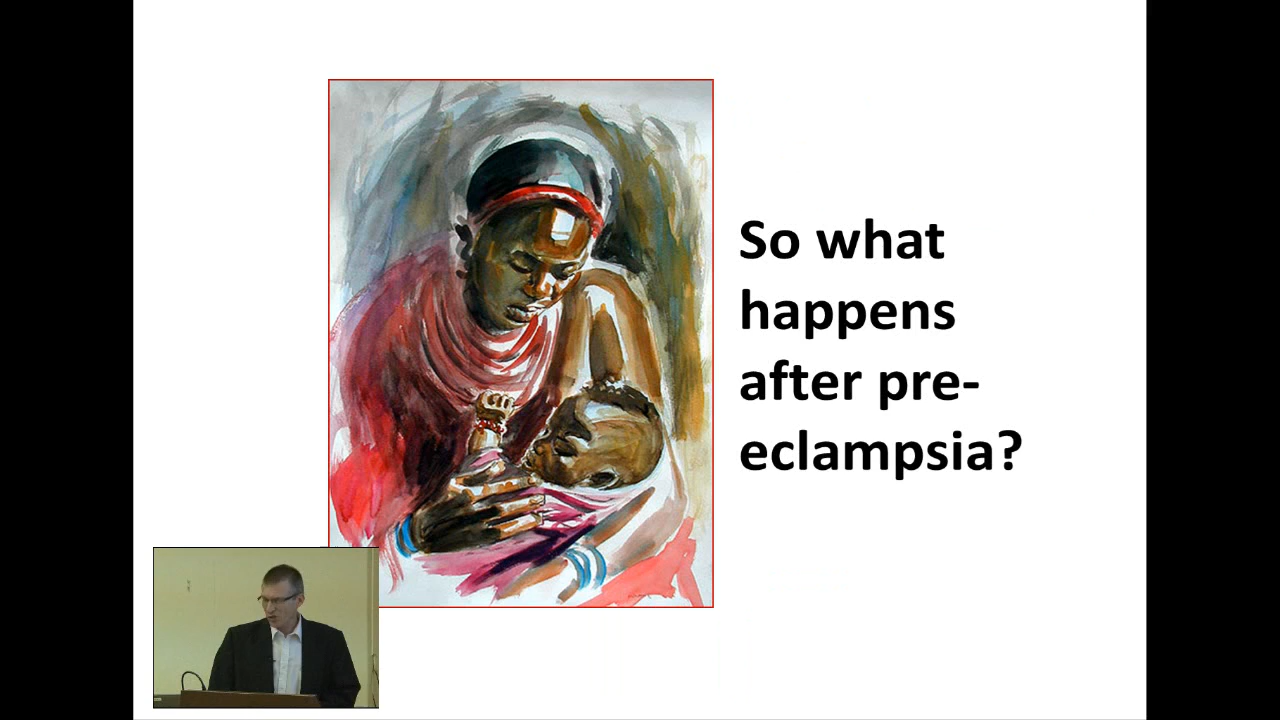 So what
happens
after pre-
eclampsia?